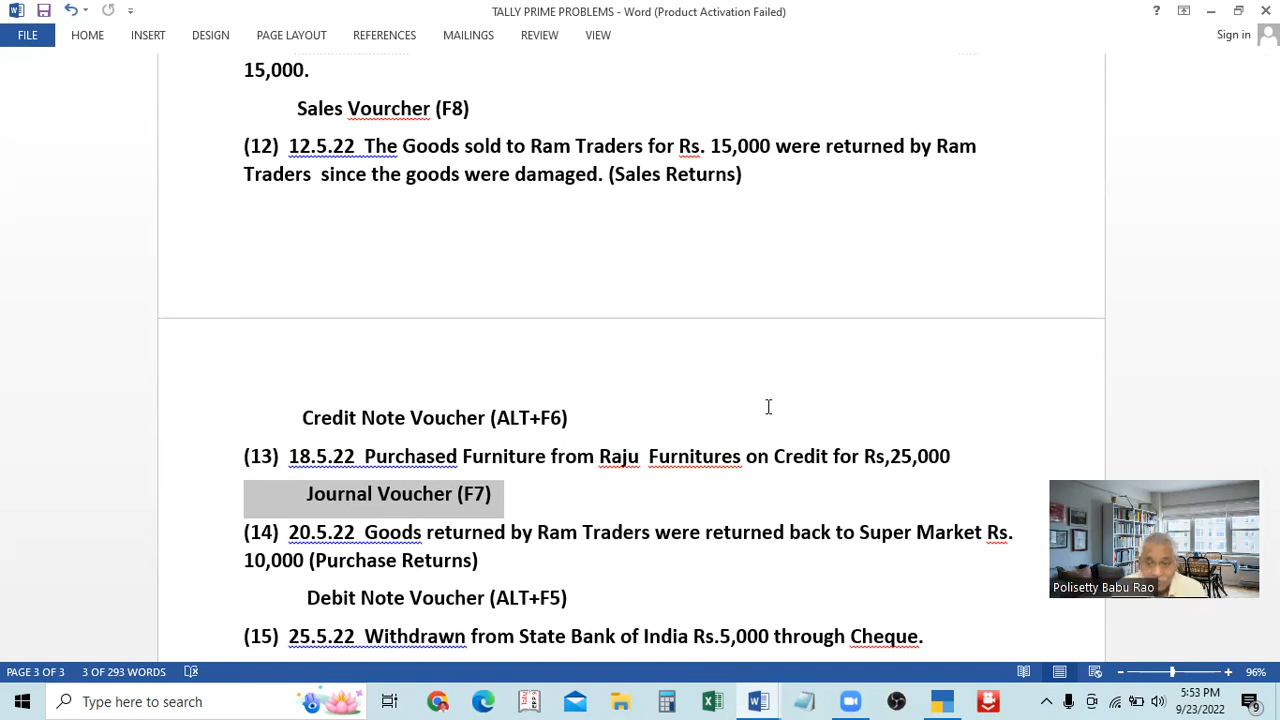 TALLY PRIME PROBLEMS - Word (Product Activation Failed)
FILE HOME INSERT DESIGN PAGE LAYOUT REFERENCES MAILINGS REVIEW VIEW Sign in
15,000.
Sales Vourcher (F8)
(12) 12.5.22 The Goods sold to Ram Traders for Rs. 15,000 were returned by Ram
Traders since the goods were damaged. (Sales Returns)
Credit Note Voucher (ALT+F6)
(13) 18.5.22 Purchased Furniture from Raju Furnitures on Credit for Rs,25,000
Journal Voucher (F7)
(14) 20.5.22 Goods returned by Ram Traders were returned back to Super Market Rs.
10,000 (Purchase Returns)
Debit Note Voucher (ALT+F5)
(15) 25.5.22 Withdrawn from State Bank of India Rs.5,000 through Cheque.
Polisetty Babu Rao
PAGE 3 OF 3 3 OF 293 WORDS 96%
Type here to search
5:53 PM
9/23/2022 9